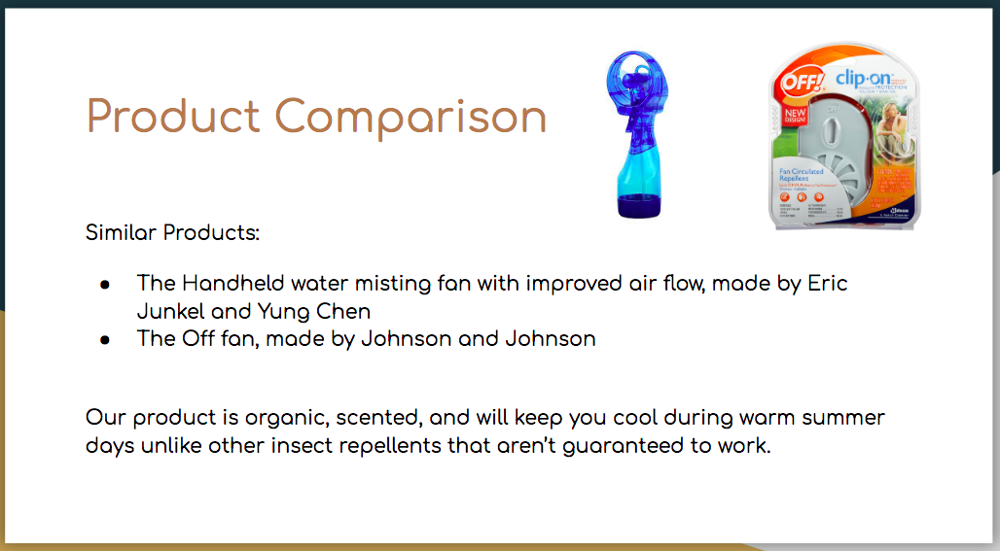 OFF!
clip·on™
PROTECTION
NEW
DESIGN!
Product Comparison
Fan Circulated
Repellent
Similar Products:
● The Handheld water misting fan with improved air flow, made by Eric
Junkel and Yung Chen
● The Off fan, made by Johnson and Johnson
Our product is organic, scented, and will keep you cool during warm summer
days unlike other insect repellents that aren’t guaranteed to work.